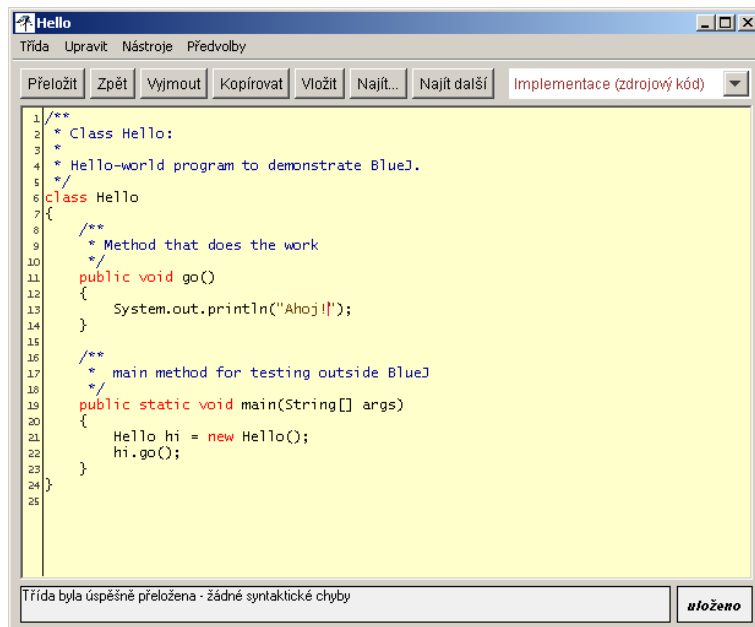 Hello
Třída Upravit Nástroje Předvolby
Přeložit Zpět Vyjmout Kopírovat Vložit Najít... Najít další Implementace (zdrojový kód)
1 /**
2  * Class Hello:
3  *
4  * Hello-world program to demonstrate BlueJ.
5  */
6 class Hello
7 {
8     /**
9      * Method that does the work
10      */
11     public void go()
12     {
13         System.out.println("Ahoj!");
14     }
15
16     /**
17      *  main method for testing outside BlueJ
18      */
19     public static void main(String[] args)
20     {
21         Hello hi = new Hello();
22         hi.go();
23     }
24 }
25
Třída byla úspěšně přeložena - žádné syntaktické chyby
uloženo